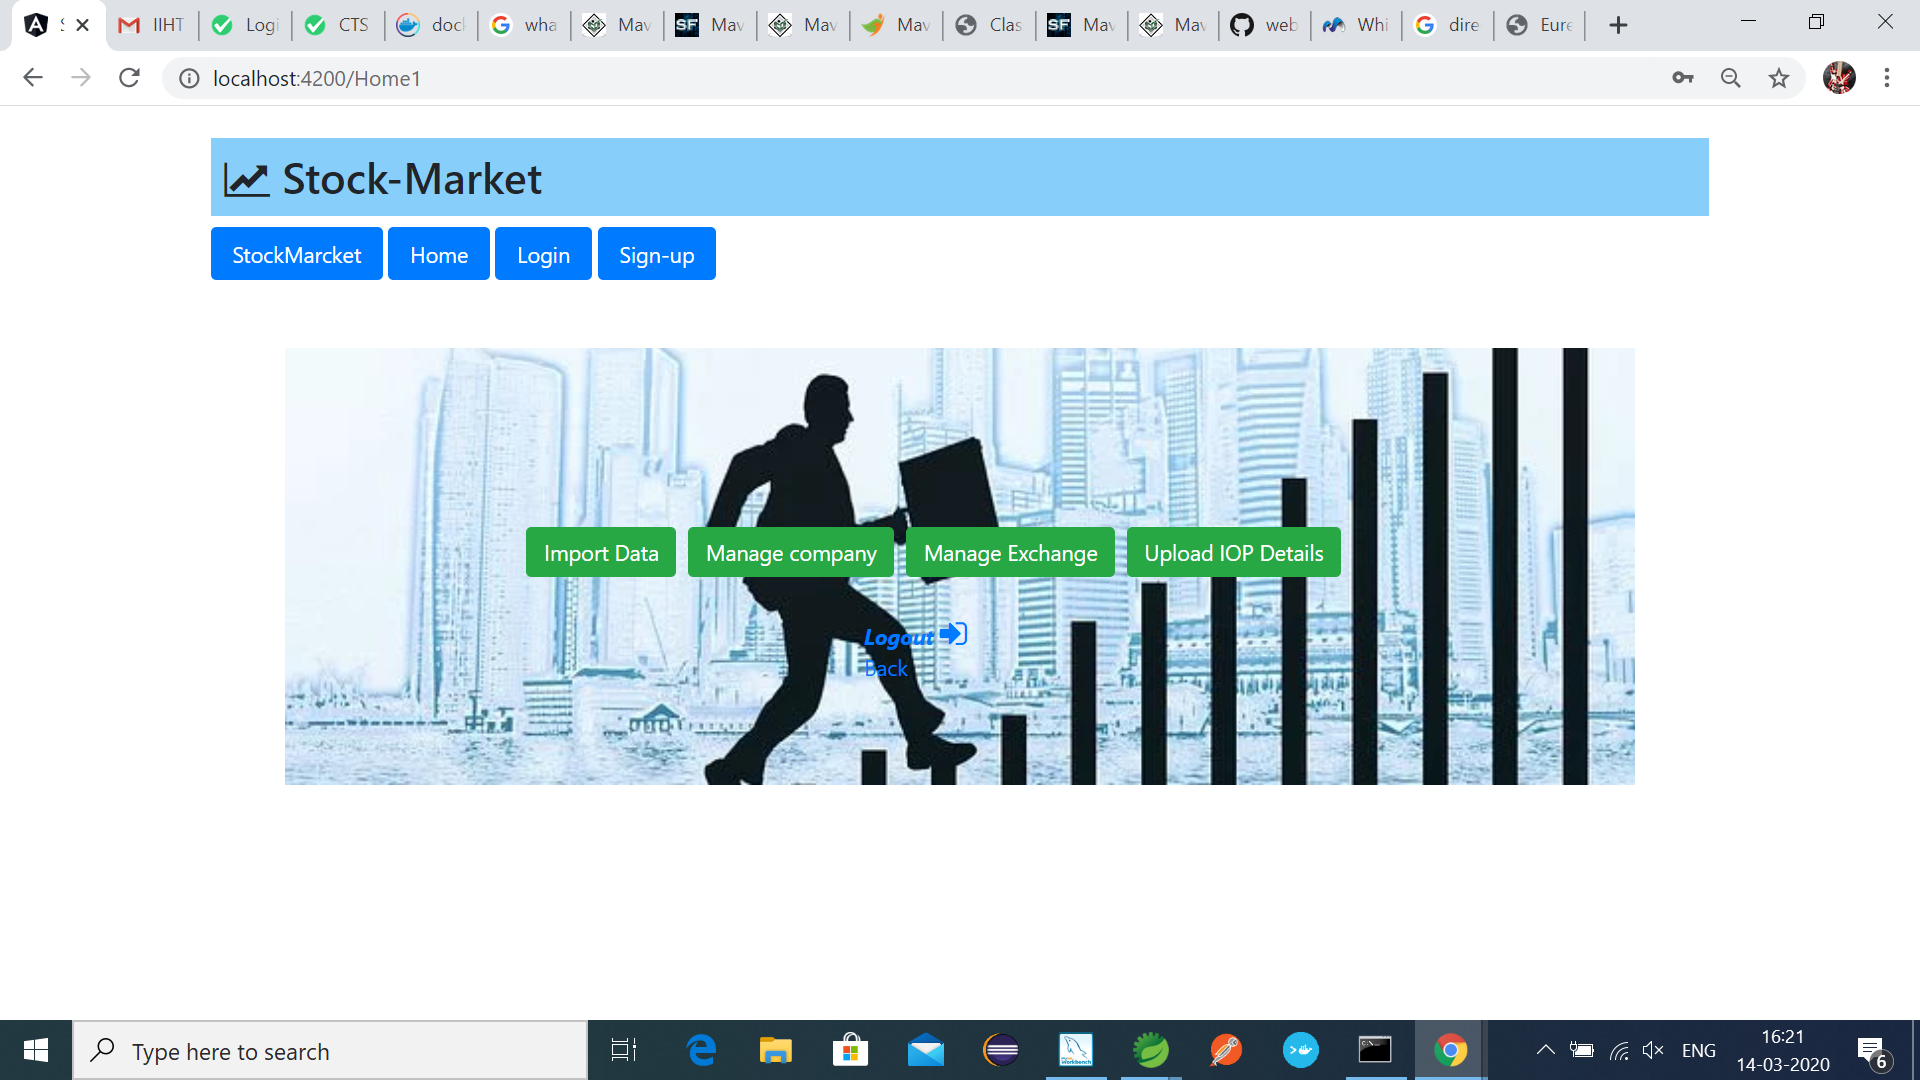 S IIHT Logi CTS dock wha Mav Mav Mav Mav Clas Mav Mav web Whi dire Eure
localhost:4200/Home1
Stock-Market
StockMarcket Home Login Sign-up
Import Data Manage company Manage Exchange Upload IOP Details
Logout
Back
Type here to search
ENG
16:21
14-03-2020
6